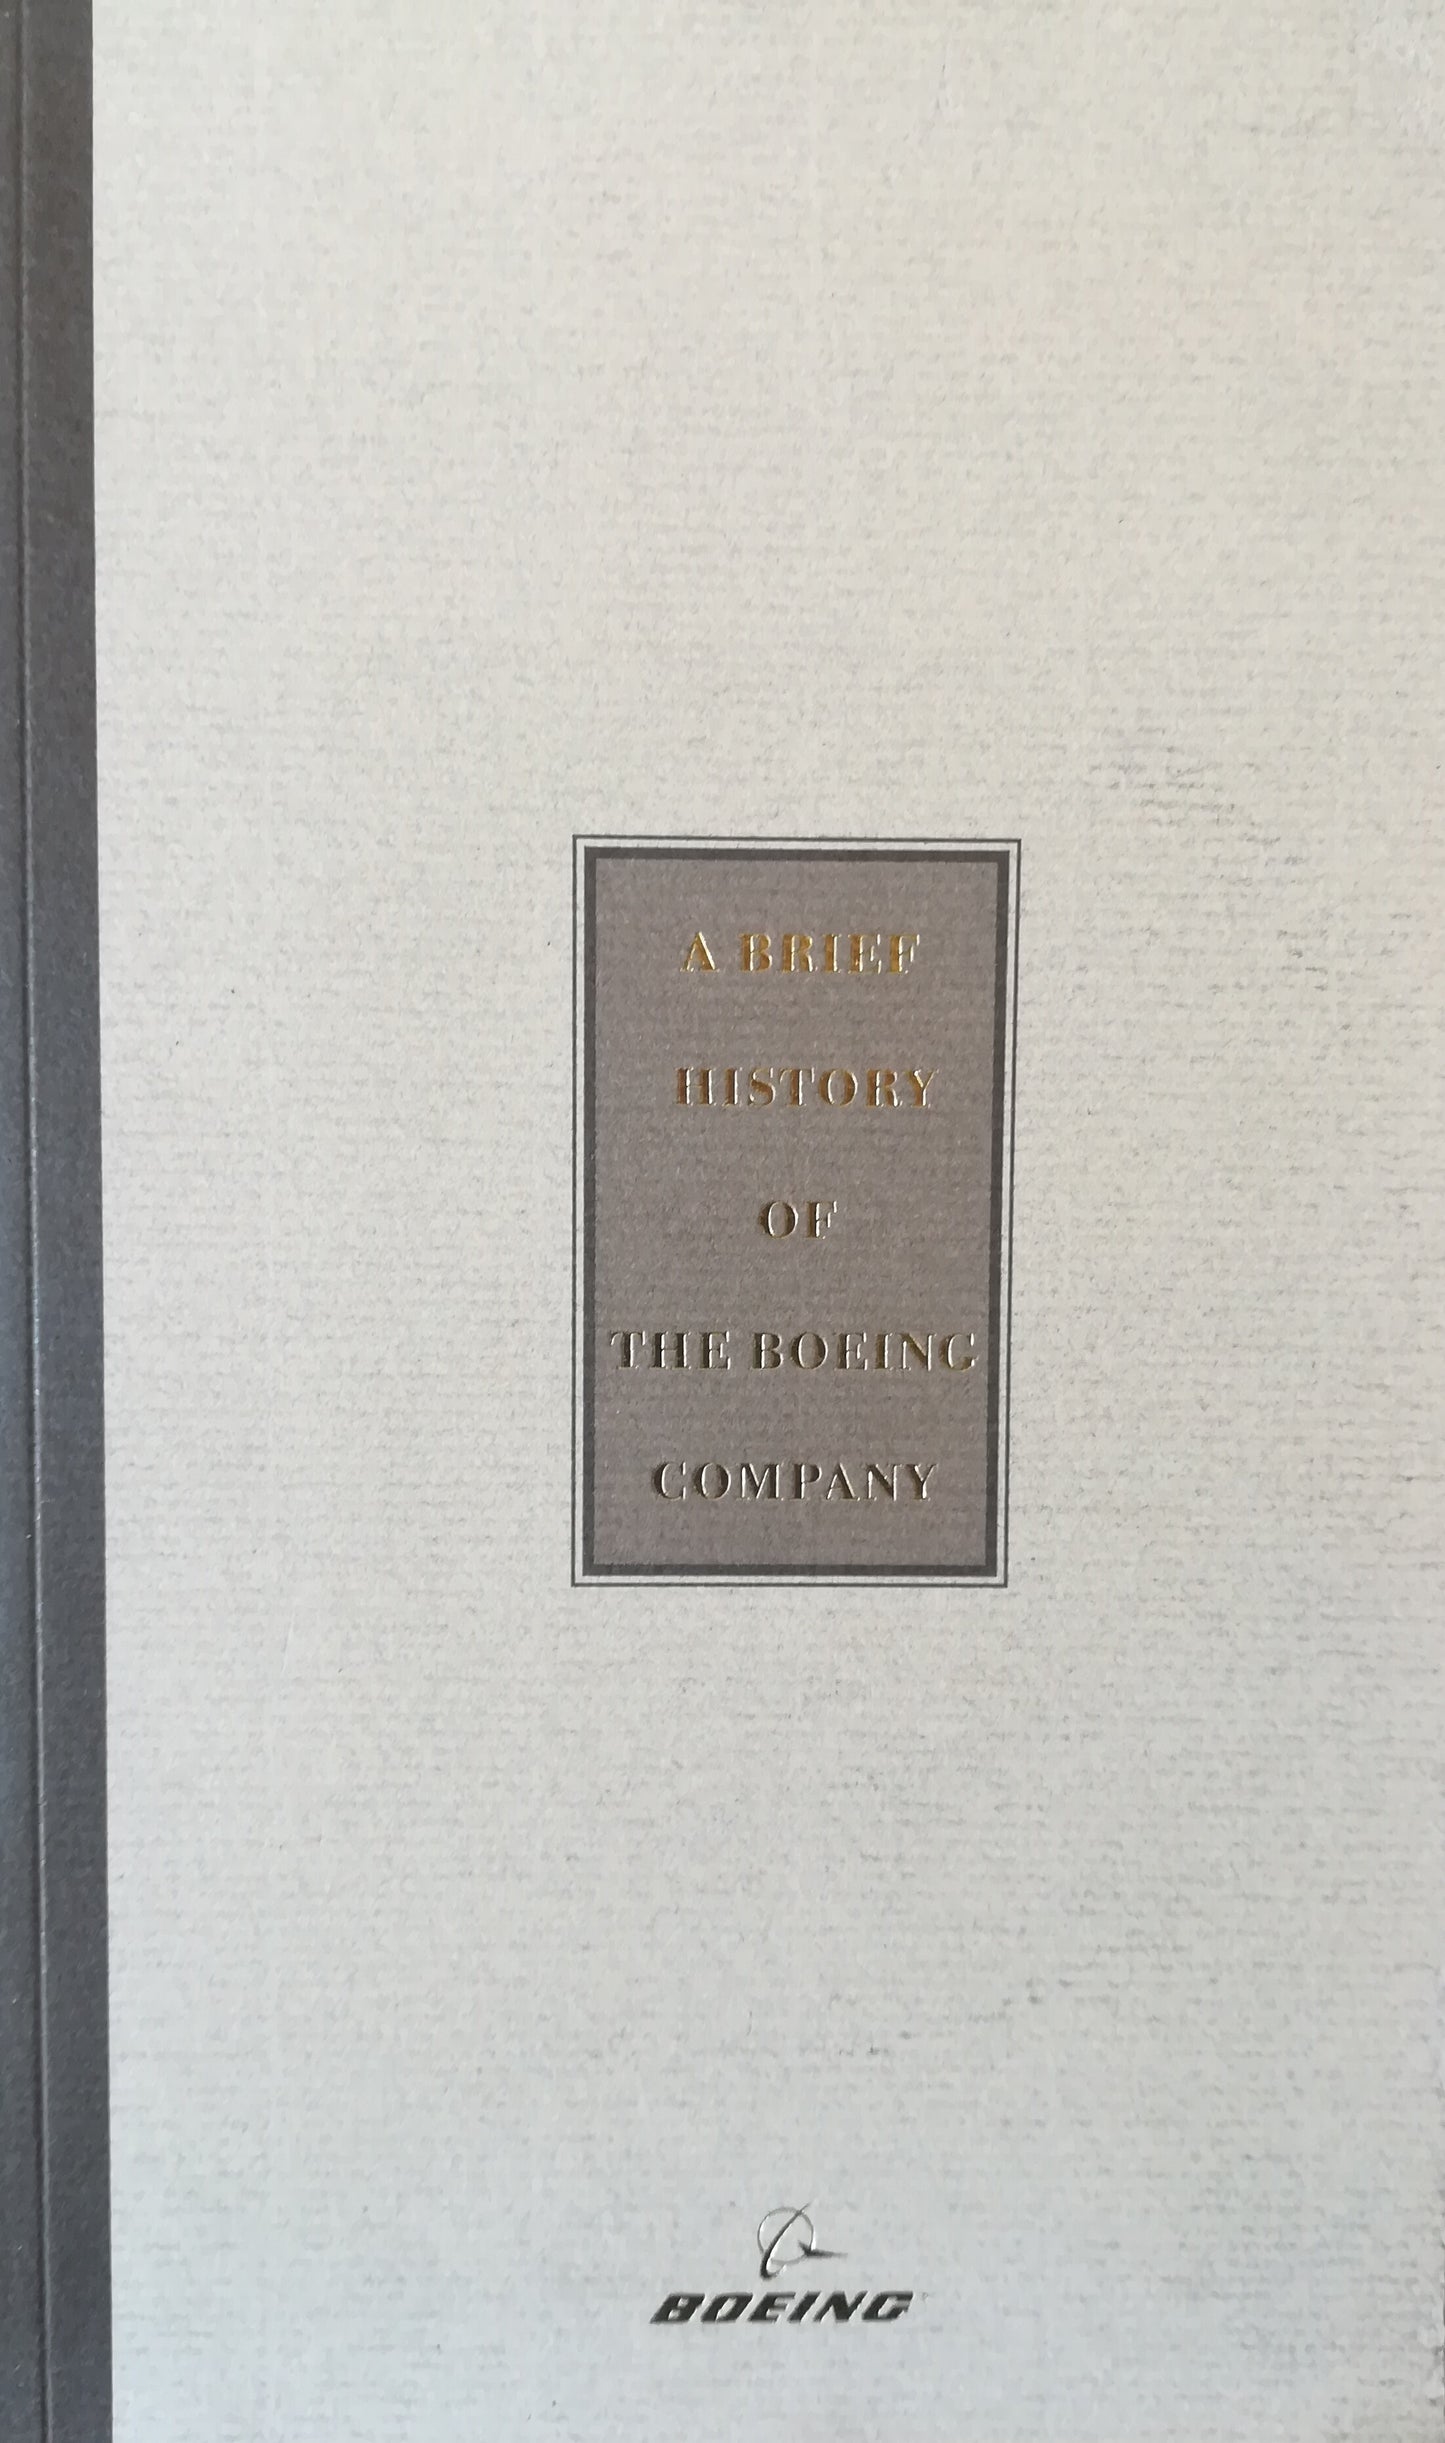 A BRIEF
HISTORY
OF
THE BOEING
COMPANY
BOEING